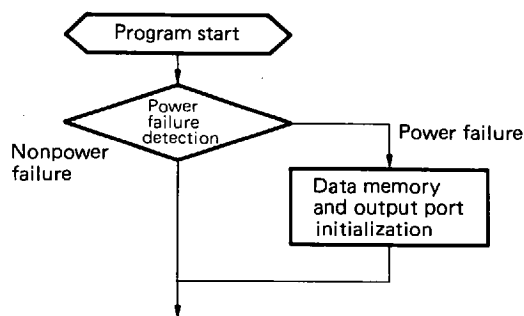 Program start
Power
failure
detection
Power failure
Nonpower
failure
Data memory
and output port
initialization